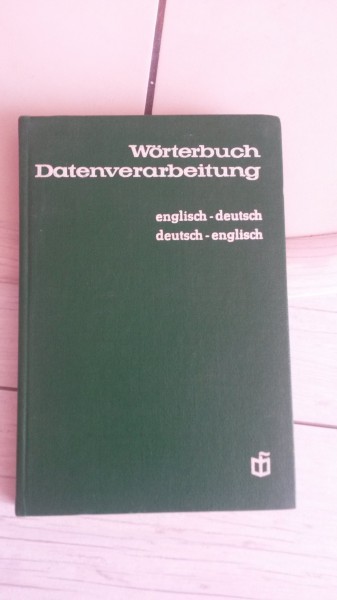 Wörterbuch
Datenverarbeitung
englisch - deutsch
deutsch - englisch